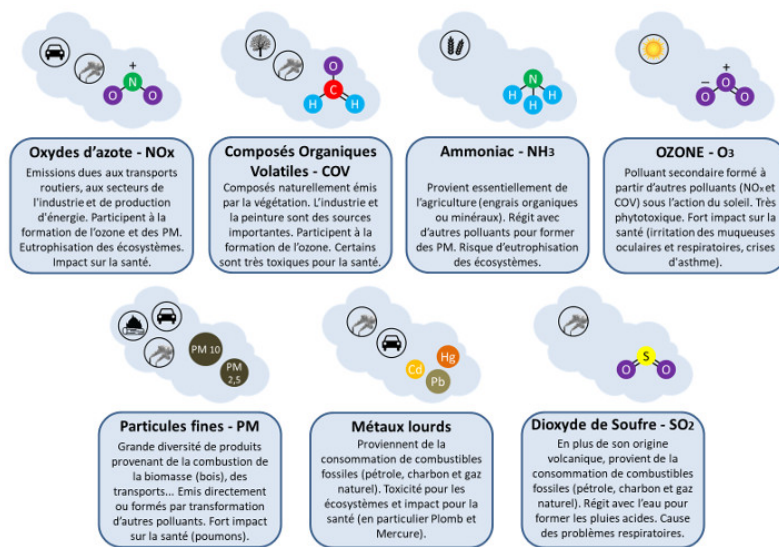 +
N
O
O
O
C
H
H
N
H
H
H
+
−
O
O
O
Oxydes d'azote - NOx
Emissions dues aux transports
routiers, aux secteurs de
l'industrie et de production
d'énergie. Participent à la
formation de l'ozone et des PM.
Eutrophisation des écosystèmes.
Impact sur la santé.
Composés Organiques
Volatiles - COV
Composés naturellement émis
par la végétation. L'industrie et
la peinture sont des sources
importantes. Participent à la
formation de l'ozone. Certains
sont très toxiques pour la santé.
Ammoniac - NH3
Provient essentiellement de
l'agriculture (engrais organiques
ou minéraux). Régit avec
d'autres polluants pour former
des PM. Risque d'eutrophisation
des écosystèmes.
OZONE - O3
Polluant secondaire formé à
partir d'autres polluants (NOx et
COV) sous l'action du soleil. Très
phytotoxique. Fort impact sur la
santé (irritation des muqueuses
oculaires et respiratoires, crises
d'asthme).
PM 10
PM
2,5
Hg
Cd
Pb
S
O
O
Particules fines - PM
Grande diversité de produits
provenant de la combustion de
la biomasse (bois), des
transports... Emis directement
ou formés par transformation
d'autres polluants. Fort impact
sur la santé (poumons).
Métaux lourds
Proviennent de la
consommation de combustibles
fossiles (pétrole, charbon et gaz
naturel). Toxicité pour les
écosystèmes et impact pour la
santé (en particulier Plomb et
Mercure).
Dioxyde de Soufre - SO2
En plus de son origine
volcanique, provient de la
consommation de combustibles
fossiles (pétrole, charbon et gaz
naturel). Régit avec l'eau pour
former les pluies acides. Cause
des problèmes respiratoires.